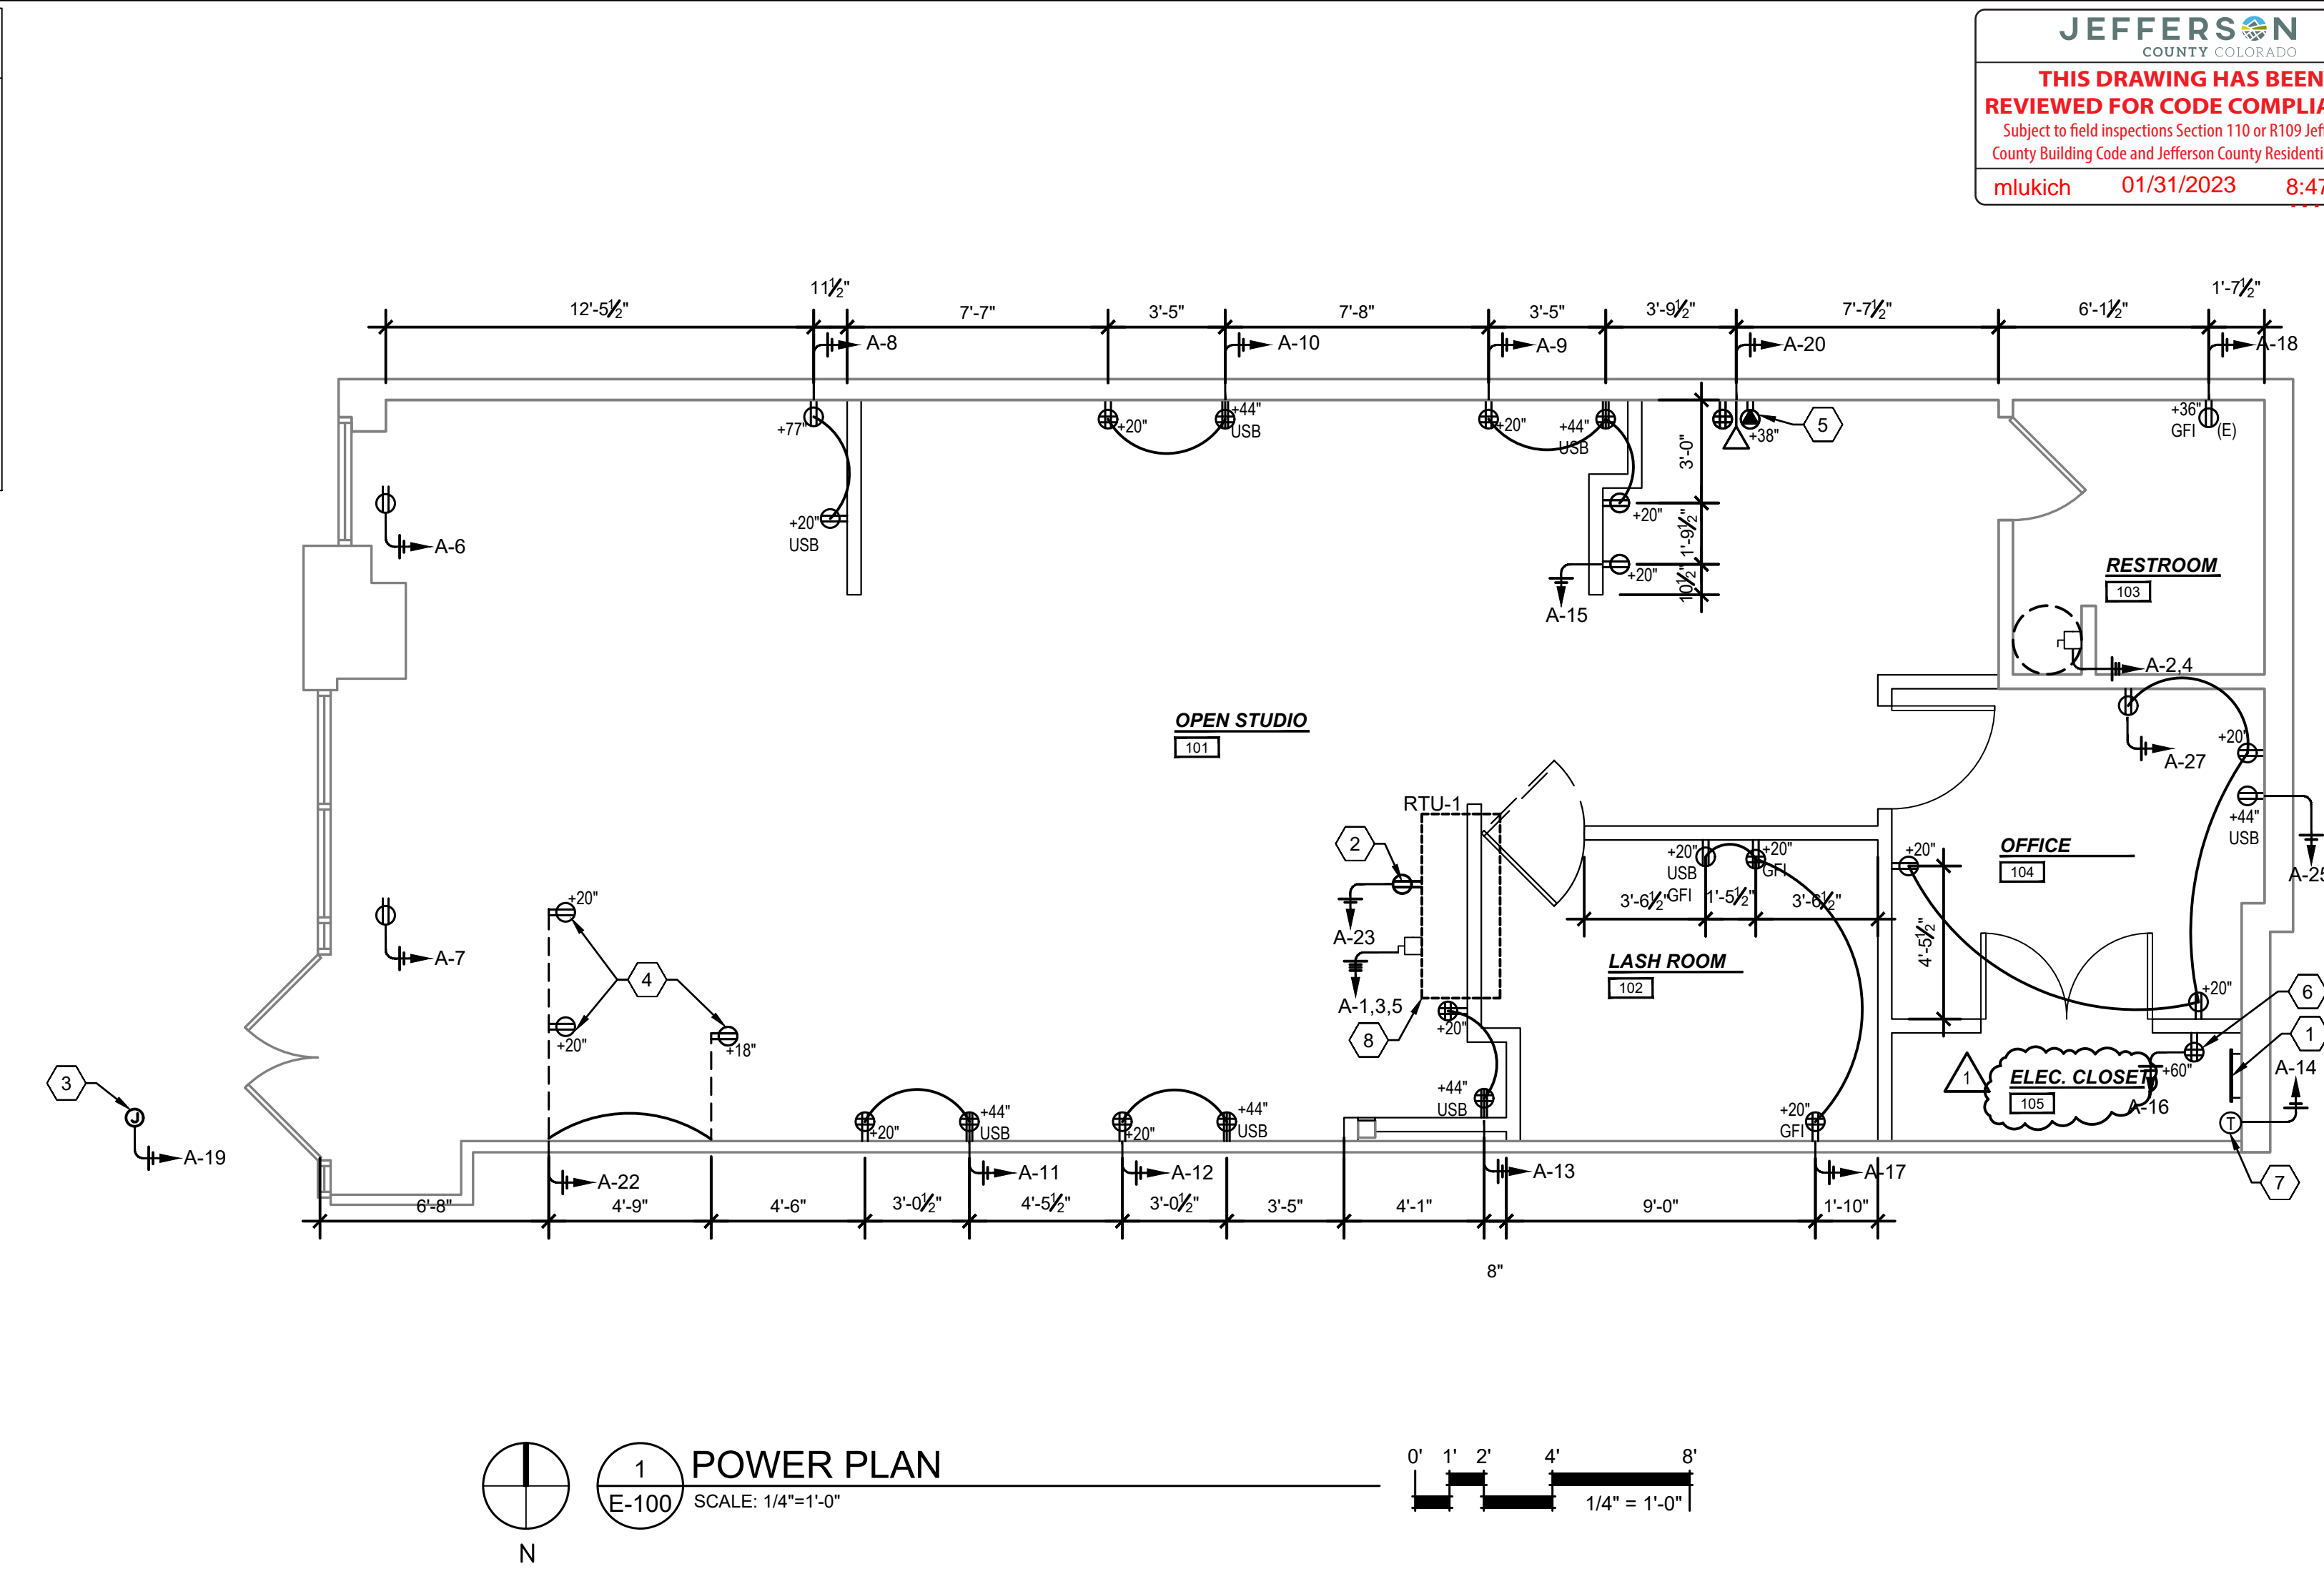 JEFFERSON
COUNTY COLORADO
THIS DRAWING HAS BEEN
REVIEWED FOR CODE
Subject to field inspections Section 110 or R109
County Building Code and Jefferson County
mlukich 01/31/2023 8:47
12'-5½" 11½" 7'-7" 3'-5" 7'-8" 3'-5" 3'-9½" 7'-7½" 6'-1½" 1'-7½"
A-8 A-10 A-9 A-20 A-18
+77"
+20"
USB
+20"
+44"
USB
+20"
+44"
USB
+38"
5
+36"
GFI (E)
3'-0"
1'-9½"
10½"
+20"
+20"
A-6
A-15
RESTROOM
103
A-2,4
OPEN STUDIO
101
RTU-1
2
A-23
A-1,3,5
8
+20"
+44"
USB
+20"
USB
GFI
+20"
GFI
3'-6½" 1'-5½" 3'-6½"
LASH ROOM
102
+20"
GFI
A-27
+20"
+44"
USB
A-25
OFFICE
104
+20"
4'-5½"
+20"
6
1
A-14
+60"
A-16
1
ELEC. CLOSET
105
T
7
A-7
+20"
4
+20"
+18"
3
J
A-19
+20"
+44"
USB
+20"
+44"
USB
A-22 A-11 A-12 A-13 A-17
6'-8" 4'-9" 4'-6" 3'-0½" 4'-5½" 3'-0½" 3'-5" 4'-1" 9'-0" 1'-10"
8"
N
1
E-100
POWER PLAN
SCALE: 1/4"=1'-0"
0' 1' 2' 4' 8'
1/4" = 1'-0"